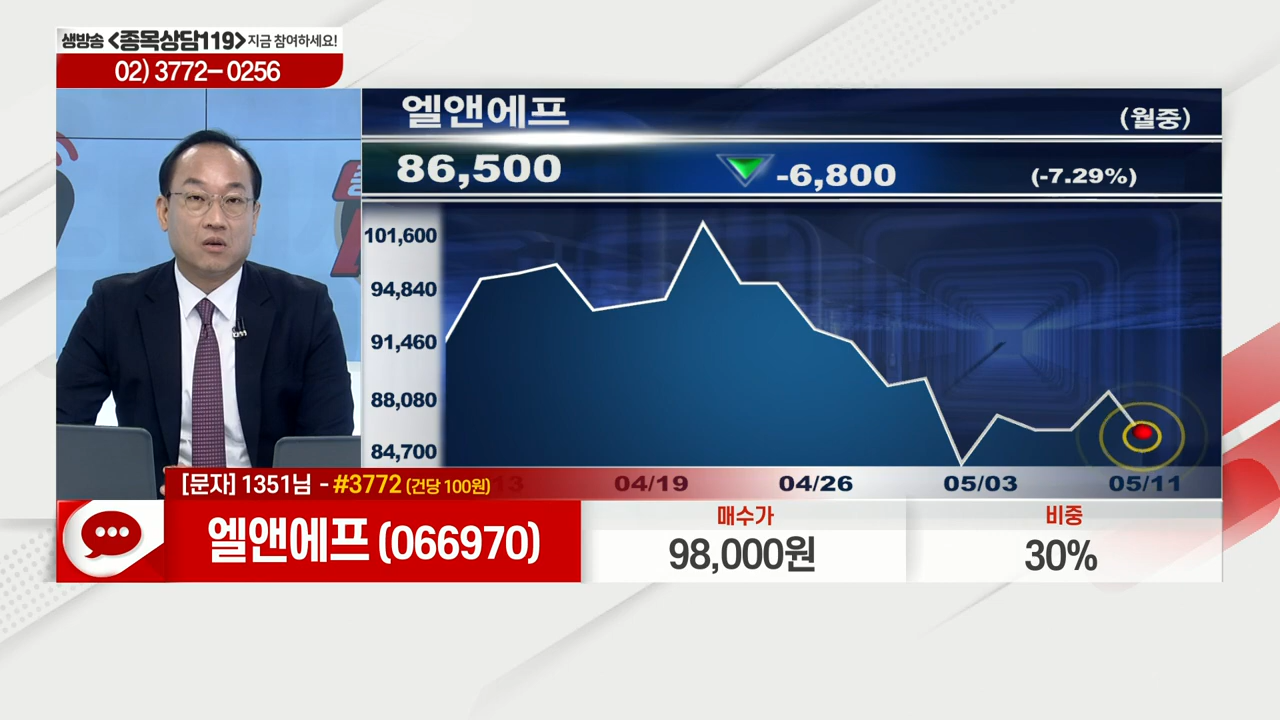 생방송 <종목상담119> 지금 참여하세요!
02) 3772-0256
엘앤에프
(월중)
86,500 -6,800 (-7.29%)
101,600
94,840
91,460
88,080
84,700
13 04/19 04/26 05/03 05/11
[문자] 1351님 - #3772 (건당 100원)
엘앤에프 (066970)
매수가
98,000원
비중
30%